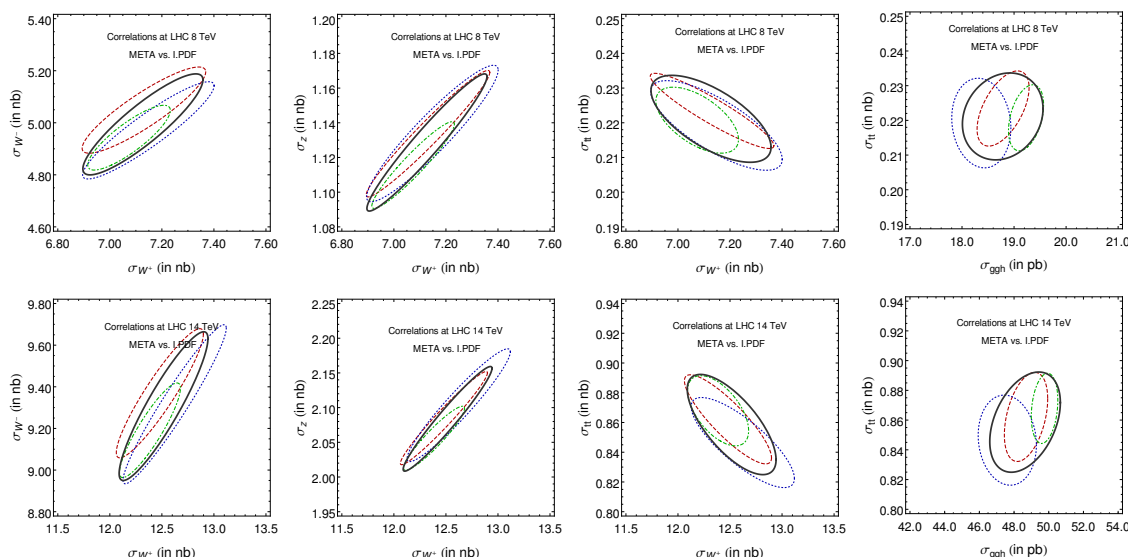 Correlations at LHC 8 TeV
META vs. I.PDF
5.40
5.20
5.00
4.80
4.60
6.80 7.00 7.20 7.40 7.60
σW⁻ (in nb)
σW⁺ (in nb)
Correlations at LHC 8 TeV
META vs. I.PDF
1.20
1.18
1.16
1.14
1.12
1.10
1.08
6.80 7.00 7.20 7.40 7.60
σZ (in nb)
σW⁺ (in nb)
Correlations at LHC 8 TeV
META vs. I.PDF
0.25
0.24
0.23
0.22
0.21
0.20
0.19
6.80 7.00 7.20 7.40 7.60
σtt (in nb)
σW⁺ (in nb)
Correlations at LHC 8 TeV
META vs. I.PDF
0.25
0.24
0.23
0.22
0.21
0.20
0.19
17.0 18.0 19.0 20.0 21.0
σtt (in nb)
σggh (in pb)
Correlations at LHC 14 TeV
META vs. I.PDF
9.80
9.60
9.40
9.20
9.00
8.80
11.5 12.0 12.5 13.0 13.5
σW⁻ (in nb)
σW⁺ (in nb)
Correlations at LHC 14 TeV
META vs. I.PDF
2.25
2.20
2.15
2.10
2.05
2.00
1.95
11.5 12.0 12.5 13.0 13.5
σZ (in nb)
σW⁺ (in nb)
Correlations at LHC 14 TeV
META vs. I.PDF
0.94
0.92
0.90
0.88
0.86
0.84
0.82
0.80
11.5 12.0 12.5 13.0 13.5
σtt (in nb)
σW⁺ (in nb)
Correlations at LHC 14 TeV
META vs. I.PDF
0.94
0.92
0.90
0.88
0.86
0.84
0.82
0.80
42.0 44.0 46.0 48.0 50.0 52.0 54.0
σtt (in nb)
σggh (in pb)